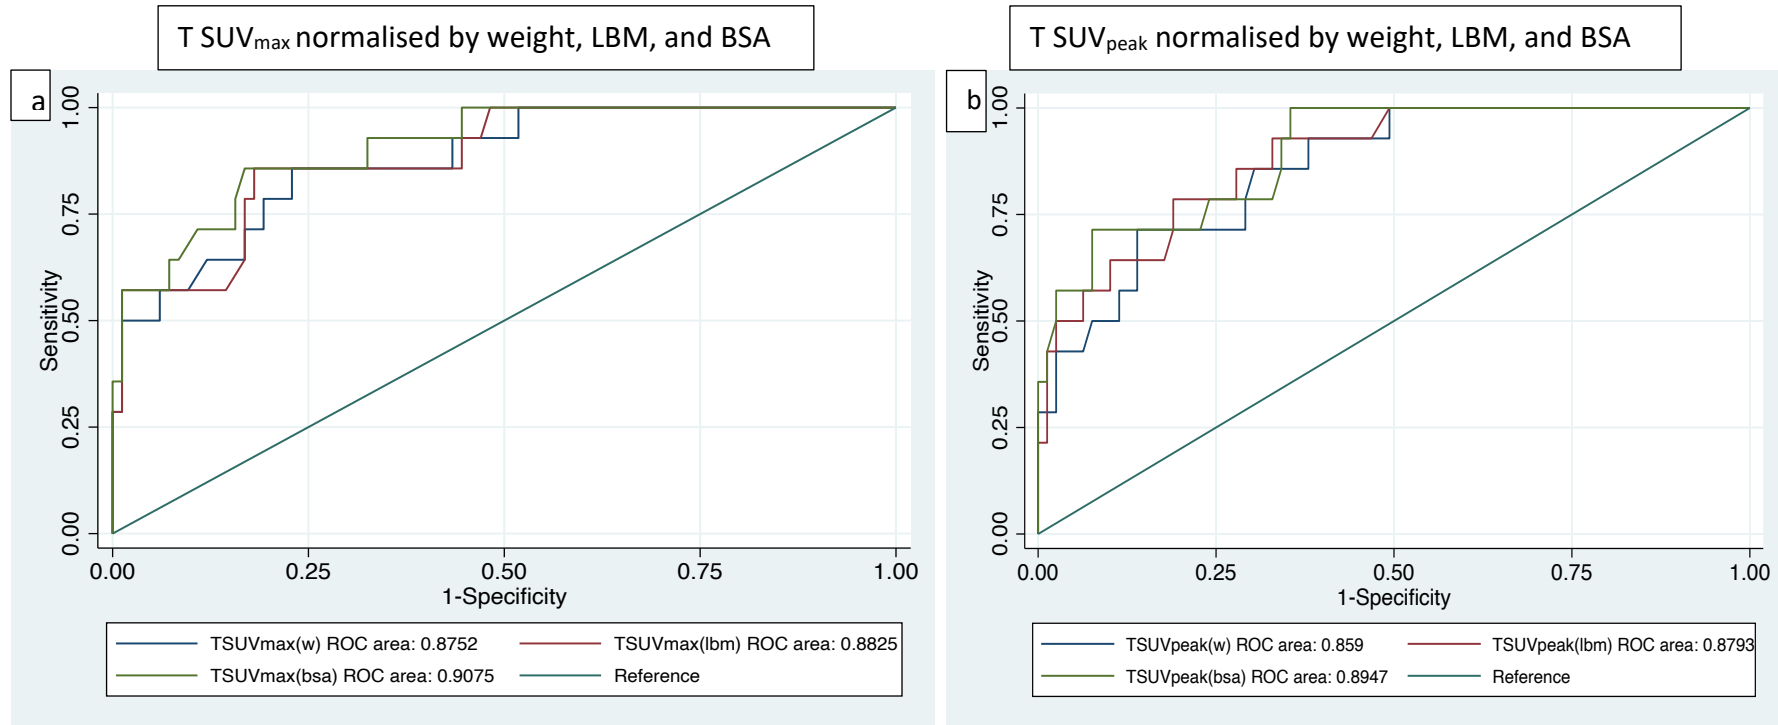 T SUVmax normalised by weight, LBM, and BSA
T SUVpeak normalised by weight, LBM, and BSA
a
1.00
0.75
0.50
0.25
0.00
Sensitivity
0.00 0.25 0.50 0.75 1.00
1-Specificity
TSUVmax(w) ROC area: 0.8752 TSUVmax(lbm) ROC area: 0.8825
TSUVmax(bsa) ROC area: 0.9075 Reference
b
1.00
0.75
0.50
0.25
0.00
Sensitivity
0.00 0.25 0.50 0.75 1.00
1-Specificity
TSUVpeak(w) ROC area: 0.859 TSUVpeak(lbm) ROC area: 0.8793
TSUVpeak(bsa) ROC area: 0.8947 Reference